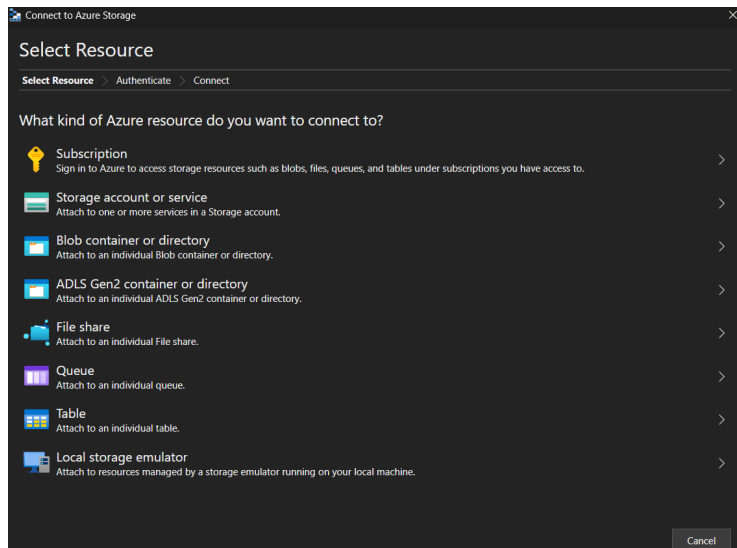 Connect to Azure Storage
Select Resource
Select Resource > Authenticate > Connect
What kind of Azure resource do you want to connect to?
Subscription
Sign in to Azure to access storage resources such as blobs, files, queues, and tables under subscriptions you have access to.
Storage account or service
Attach to one or more services in a Storage account.
Blob container or directory
Attach to an individual Blob container or directory.
ADLS Gen2 container or directory
Attach to an individual ADLS Gen2 container or directory.
File share
Attach to an individual File share.
Queue
Attach to an individual queue.
Table
Attach to an individual table.
Local storage emulator
Attach to resources managed by a storage emulator running on your local machine.
Cancel